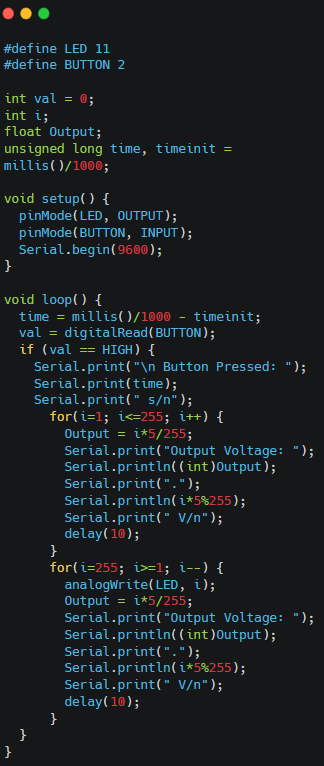 #define LED 11
#define BUTTON 2
int val = 0;
int i;
float Output;
unsigned long time, timeinit =
millis()/1000;
void setup() {
pinMode(LED, OUTPUT);
pinMode(BUTTON, INPUT);
Serial.begin(9600);
}
void loop() {
time = millis()/1000 - timeinit;
val = digitalRead(BUTTON);
if (val == HIGH) {
Serial.print("\n Button Pressed: ");
Serial.print(time);
Serial.print(" s/n");
for(i=1; i<=255; i++) {
Output = i*5/255;
Serial.print("Output Voltage: ");
Serial.println((int)Output);
Serial.print(".");
Serial.println(i*5%255);
Serial.print(" V/n");
delay(10);
}
for(i=255; i>=1; i--) {
analogWrite(LED, i);
Output = i*5/255;
Serial.print("Output Voltage: ");
Serial.println((int)Output);
Serial.print(".");
Serial.println(i*5%255);
Serial.print(" V/n");
delay(10);
}
}
}